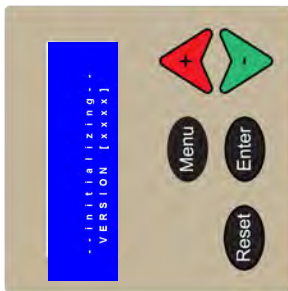 --initializing--
VERSION [xxxx]
+
-
Menu
Enter
Reset